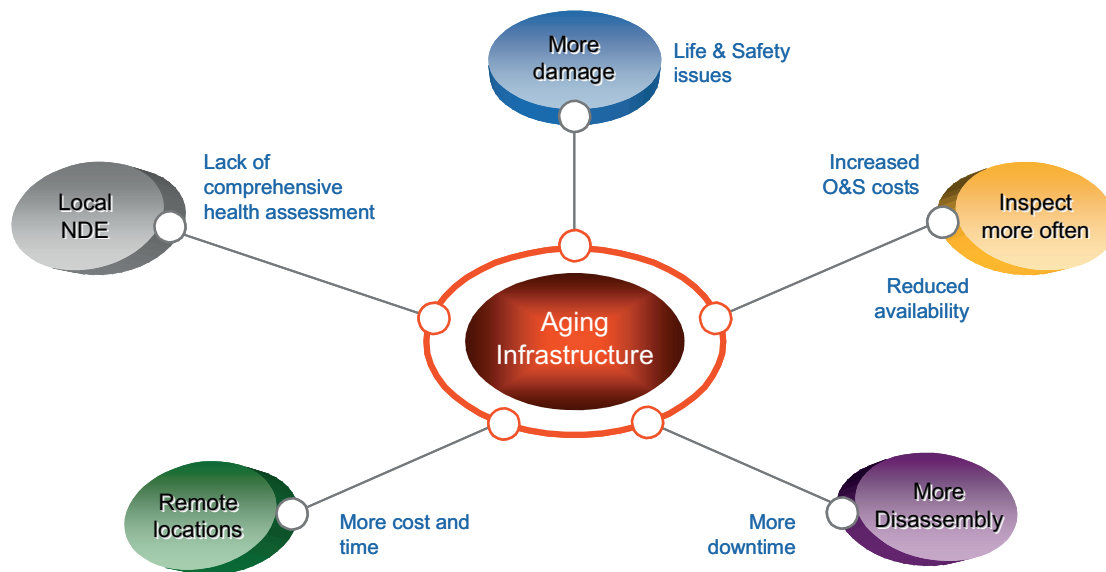 More
damage
Life & Safety
issues
Lack of
comprehensive
health assessment
Local
NDE
Increased
O&S costs
Inspect
more often
Reduced
availability
Aging
Infrastructure
Remote
locations
More cost and
time
More
downtime
More
Disassembly